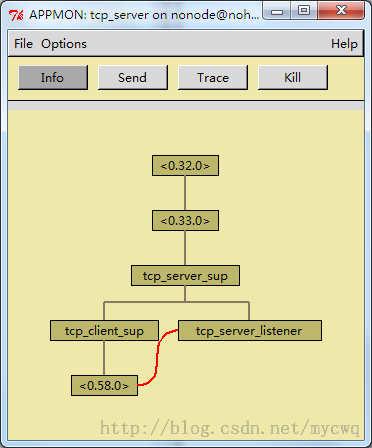 APPMON: tcp_server on nonode@noh...
File Options Help
Info Send Trace Kill
<0.32.0>
<0.33.0>
tcp_server_sup
tcp_client_sup tcp_server_listener
<0.58.0>
http://blog.csdn.net/mycwq